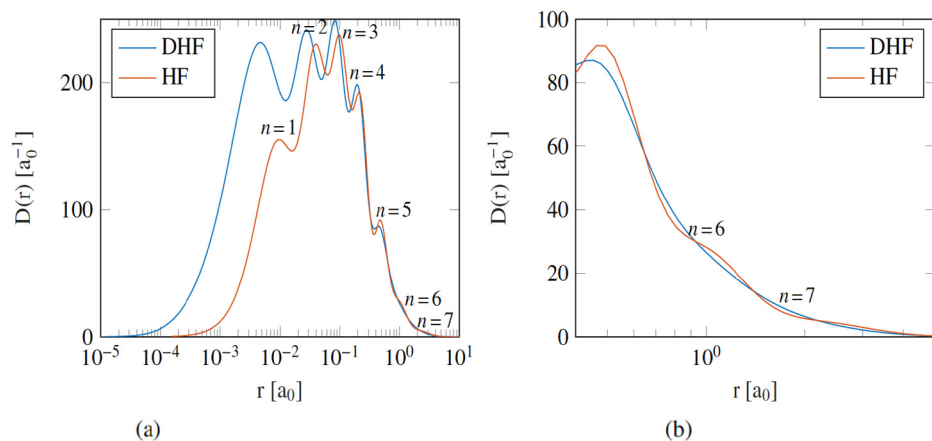 DHF
HF
n=1
n=2
n=3
n=4
n=5
n=6
n=7
0
100
200
D(r) [a₀⁻¹]
10⁻⁵ 10⁻⁴ 10⁻³ 10⁻² 10⁻¹ 10⁰ 10¹
r [a₀]
(a)
DHF
HF
n=6
n=7
100
80
60
40
20
0
D(r) [a₀⁻¹]
10⁰
r [a₀]
(b)